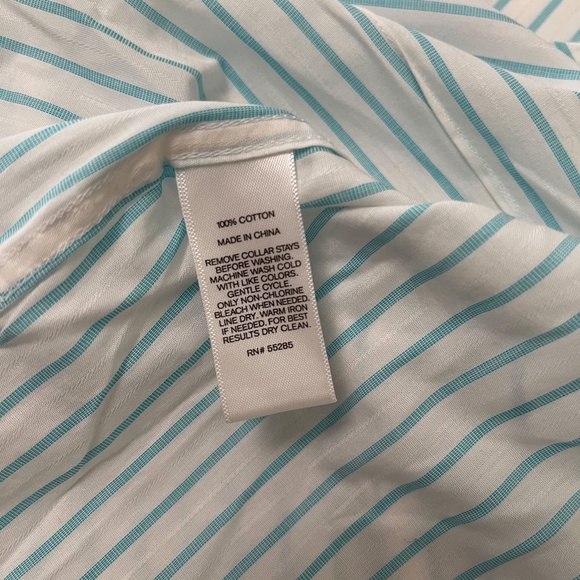 100% COTTON
MADE IN CHINA
REMOVE COLLAR STAYS
BEFORE WASHING.
MACHINE WASH COLD
WITH LIKE COLORS.
GENTLE CYCLE.
ONLY NON-CHLORINE
BLEACH WHEN NEEDED.
LINE DRY. WARM IRON
IF NEEDED. FOR BEST
RESULTS DRY CLEAN.
RN# 55285